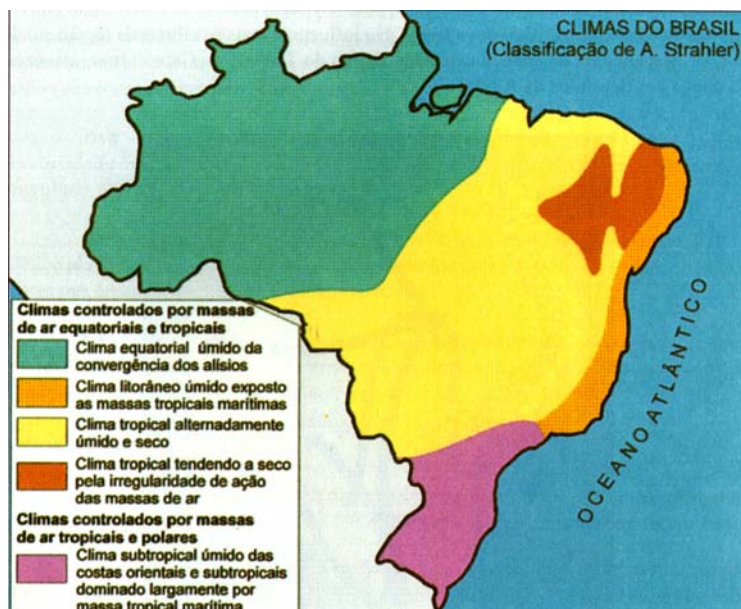 CLIMAS DO BRASIL
(Classificação de A. Strahler)
OCEANO ATLÂNTICO
Climas controlados por massas
de ar equatoriais e tropicais
Clima equatorial úmido da
convergência dos alísios
Clima litorâneo úmido exposto
as massas tropicais marítimas
Clima tropical alternadamente
úmido e seco
Clima tropical tendendo a seco
pela irregularidade de ação
das massas de ar
Climas controlados por massas
de ar tropicais e polares
Clima subtropical úmido das
costas orientais e subtropicais
dominado largamente por
massa tropical marítima